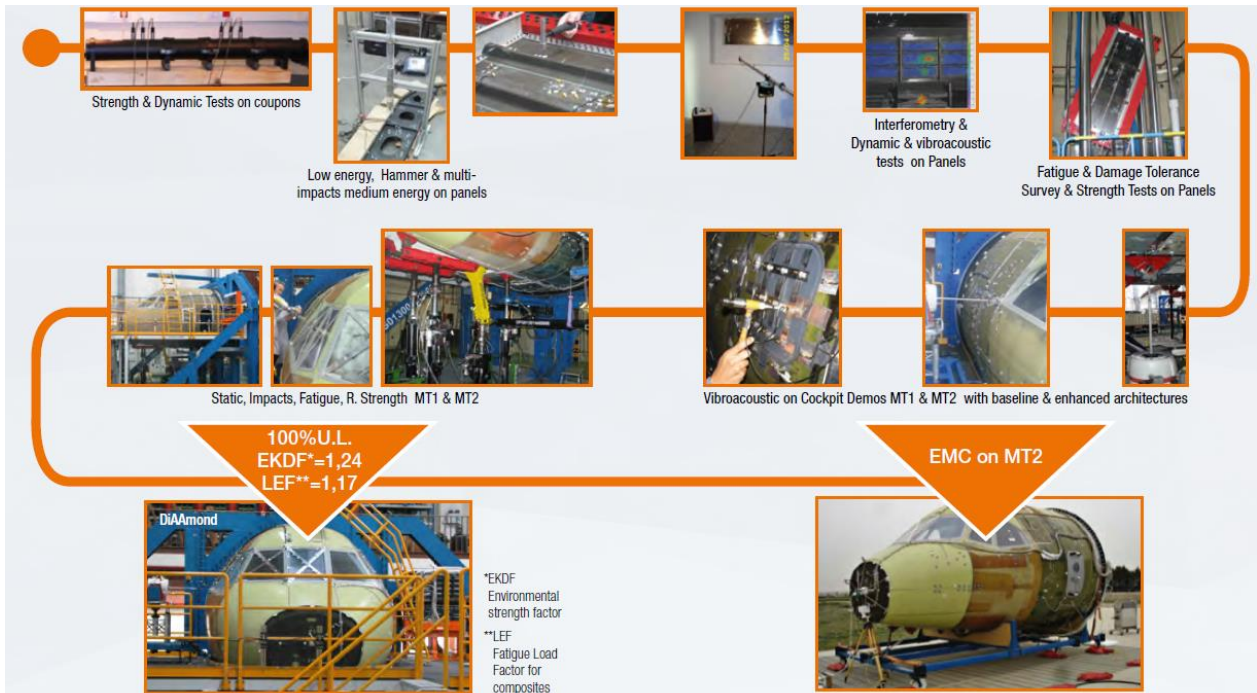 Strength & Dynamic Tests on coupons
Low energy, Hammer & multi-
impacts medium energy on panels
Interferometry &
Dynamic & vibroacoustic
tests on Panels
Fatigue & Damage Tolerance
Survey & Strength Tests on Panels
Static, Impacts, Fatigue, R. Strength MT1 & MT2
Vibroacoustic on Cockpit Demos MT1 & MT2 with baseline & enhanced architectures
100%U.L.
EKDF*=1,24
LEF**=1,17
EMC on MT2
DiAAmond
*EKDF
Environmental
strength factor
**LEF
Fatigue Load
Factor for
composites